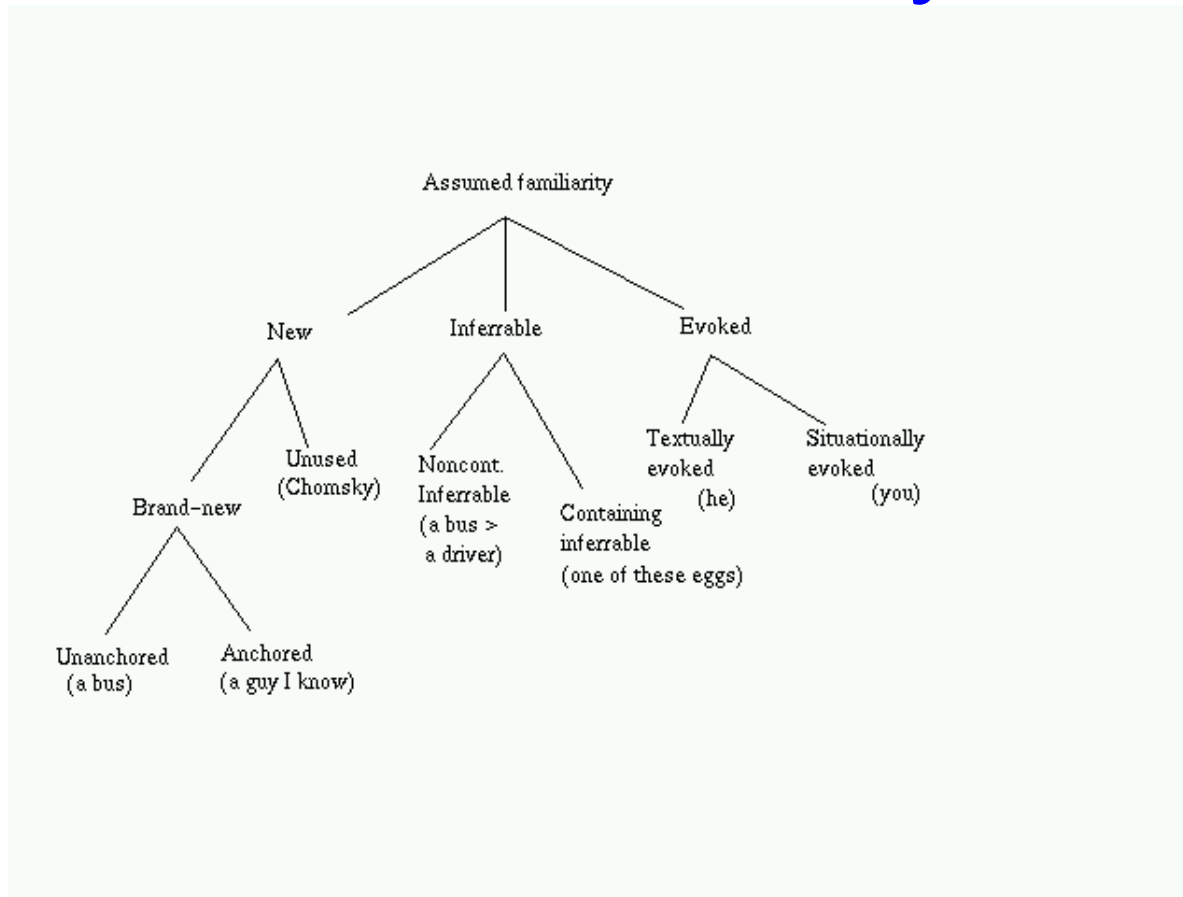 Assumed familiarity
New
Inferrable
Evoked
Unused
(Chomsky)
Brand-new
Noncont.
Inferrable
(a bus >
a driver)
Containing
inferrable
(one of these eggs)
Textually
evoked
(he)
Situationally
evoked
(you)
Unanchored
(a bus)
Anchored
(a guy I know)